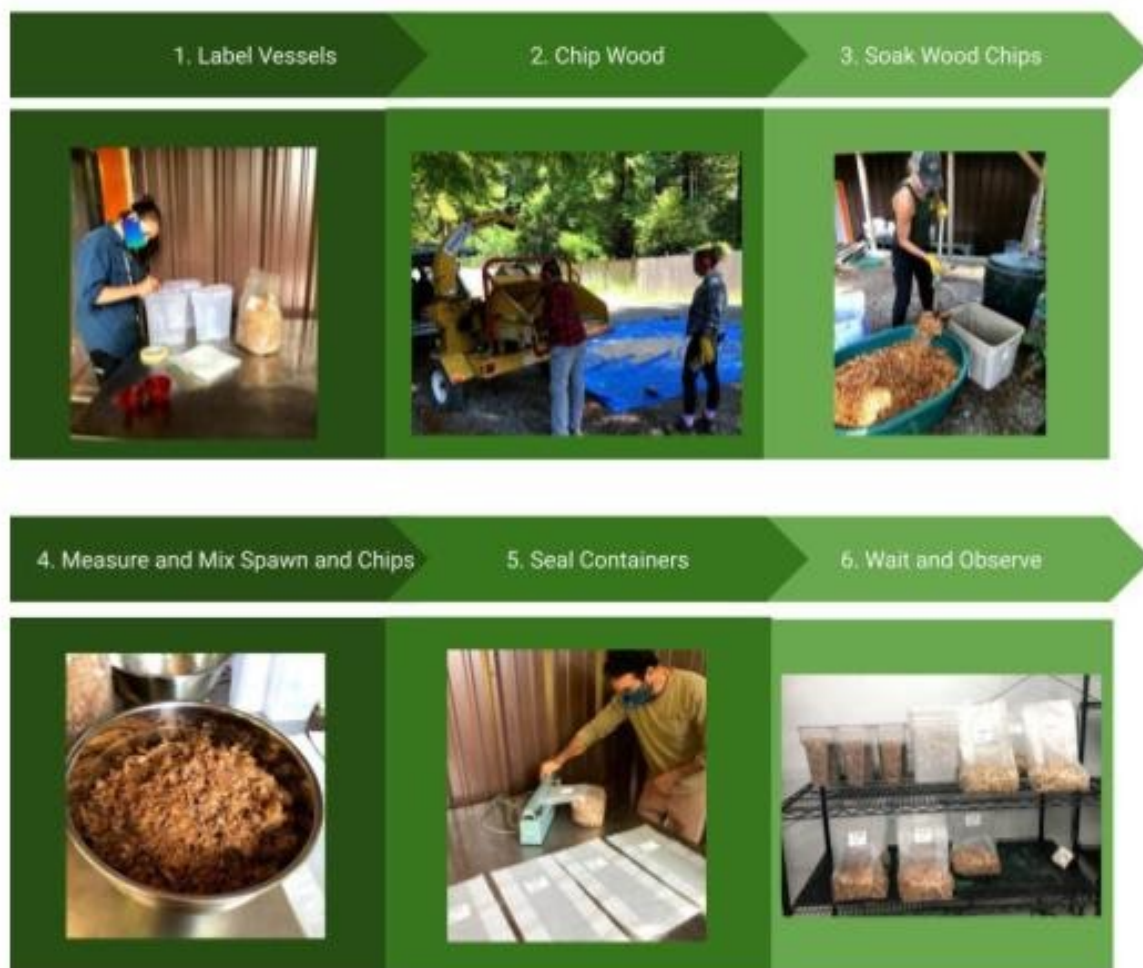 1. Label Vessels
2. Chip Wood
3. Soak Wood Chips
4. Measure and Mix Spawn and Chips
5. Seal Containers
6. Wait and Observe